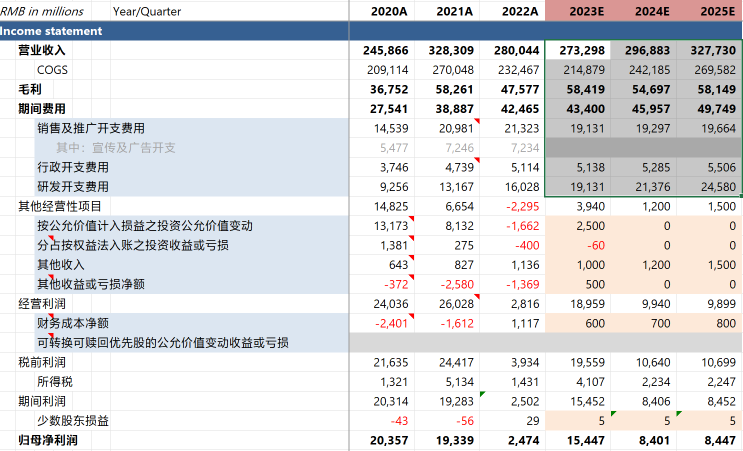 RMB in millions Year/Quarter 2020A 2021A 2022A 2023E 2024E 2025E
Income statement
营业收入 245,866 328,309 280,044 273,298 296,883 327,730
COGS 209,114 270,048 232,467 214,879 242,185 269,582
毛利 36,752 58,261 47,577 58,419 54,697 58,149
期间费用 27,541 38,887 42,465 43,400 45,957 49,749
销售及推广开支费用 14,539 20,981 21,323 19,131 19,297 19,664
其中：宣传及广告开支 5,477 7,246 7,234
行政开支费用 3,746 4,739 5,114 5,138 5,285 5,506
研发开支费用 9,256 13,167 16,028 19,131 21,376 24,580
其他经营性项目 14,825 6,654 -2,295 3,940 1,200 1,500
按公允价值计入损益之投资公允价值变动 13,173 8,132 -1,662 2,500 0 0
分占按权益法入账之投资收益或亏损 1,381 275 -400 -60 0 0
其他收入 643 827 1,136 1,000 1,200 1,500
其他收益或亏损净额 -372 -2,580 -1,369 500 0 0
经营利润 24,036 26,028 2,816 18,959 9,940 9,899
财务成本净额 -2,401 -1,612 1,117 600 700 800
可转换可赎回优先股的公允价值变动收益或亏损
税前利润 21,635 24,417 3,934 19,559 10,640 10,699
所得税 1,321 5,134 1,431 4,107 2,234 2,247
期间利润 20,314 19,283 2,502 15,452 8,406 8,452
少数股东损益 -43 -56 29 5 5 5
归母净利润 20,357 19,339 2,474 15,447 8,401 8,447